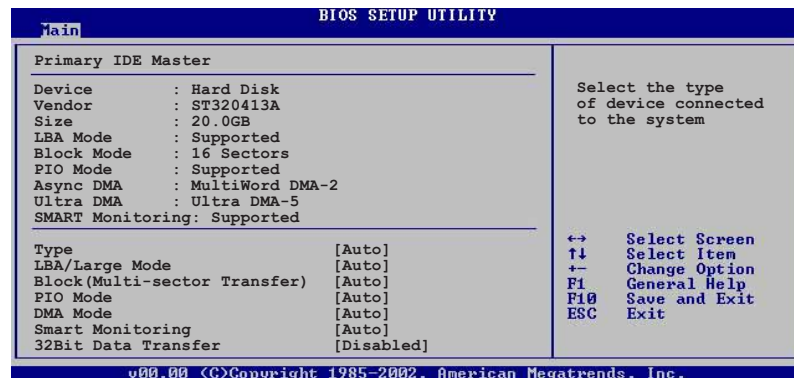 BIOS SETUP UTILITY
Main
Primary IDE Master
Device : Hard Disk
Vendor : ST320413A
Size : 20.0GB
LBA Mode : Supported
Block Mode : 16 Sectors
PIO Mode : Supported
Async DMA : MultiWord DMA-2
Ultra DMA : Ultra DMA-5
SMART Monitoring: Supported
Type [Auto]
LBA/Large Mode [Auto]
Block(Multi-sector Transfer) [Auto]
PIO Mode [Auto]
DMA Mode [Auto]
Smart Monitoring [Auto]
32Bit Data Transfer [Disabled]
Select the type
of device connected
to the system
←→ Select Screen
↑↓ Select Item
+- Change Option
F1 General Help
F10 Save and Exit
ESC Exit
v00.00 (C)Copyright 1985-2002, American Megatrends, Inc.